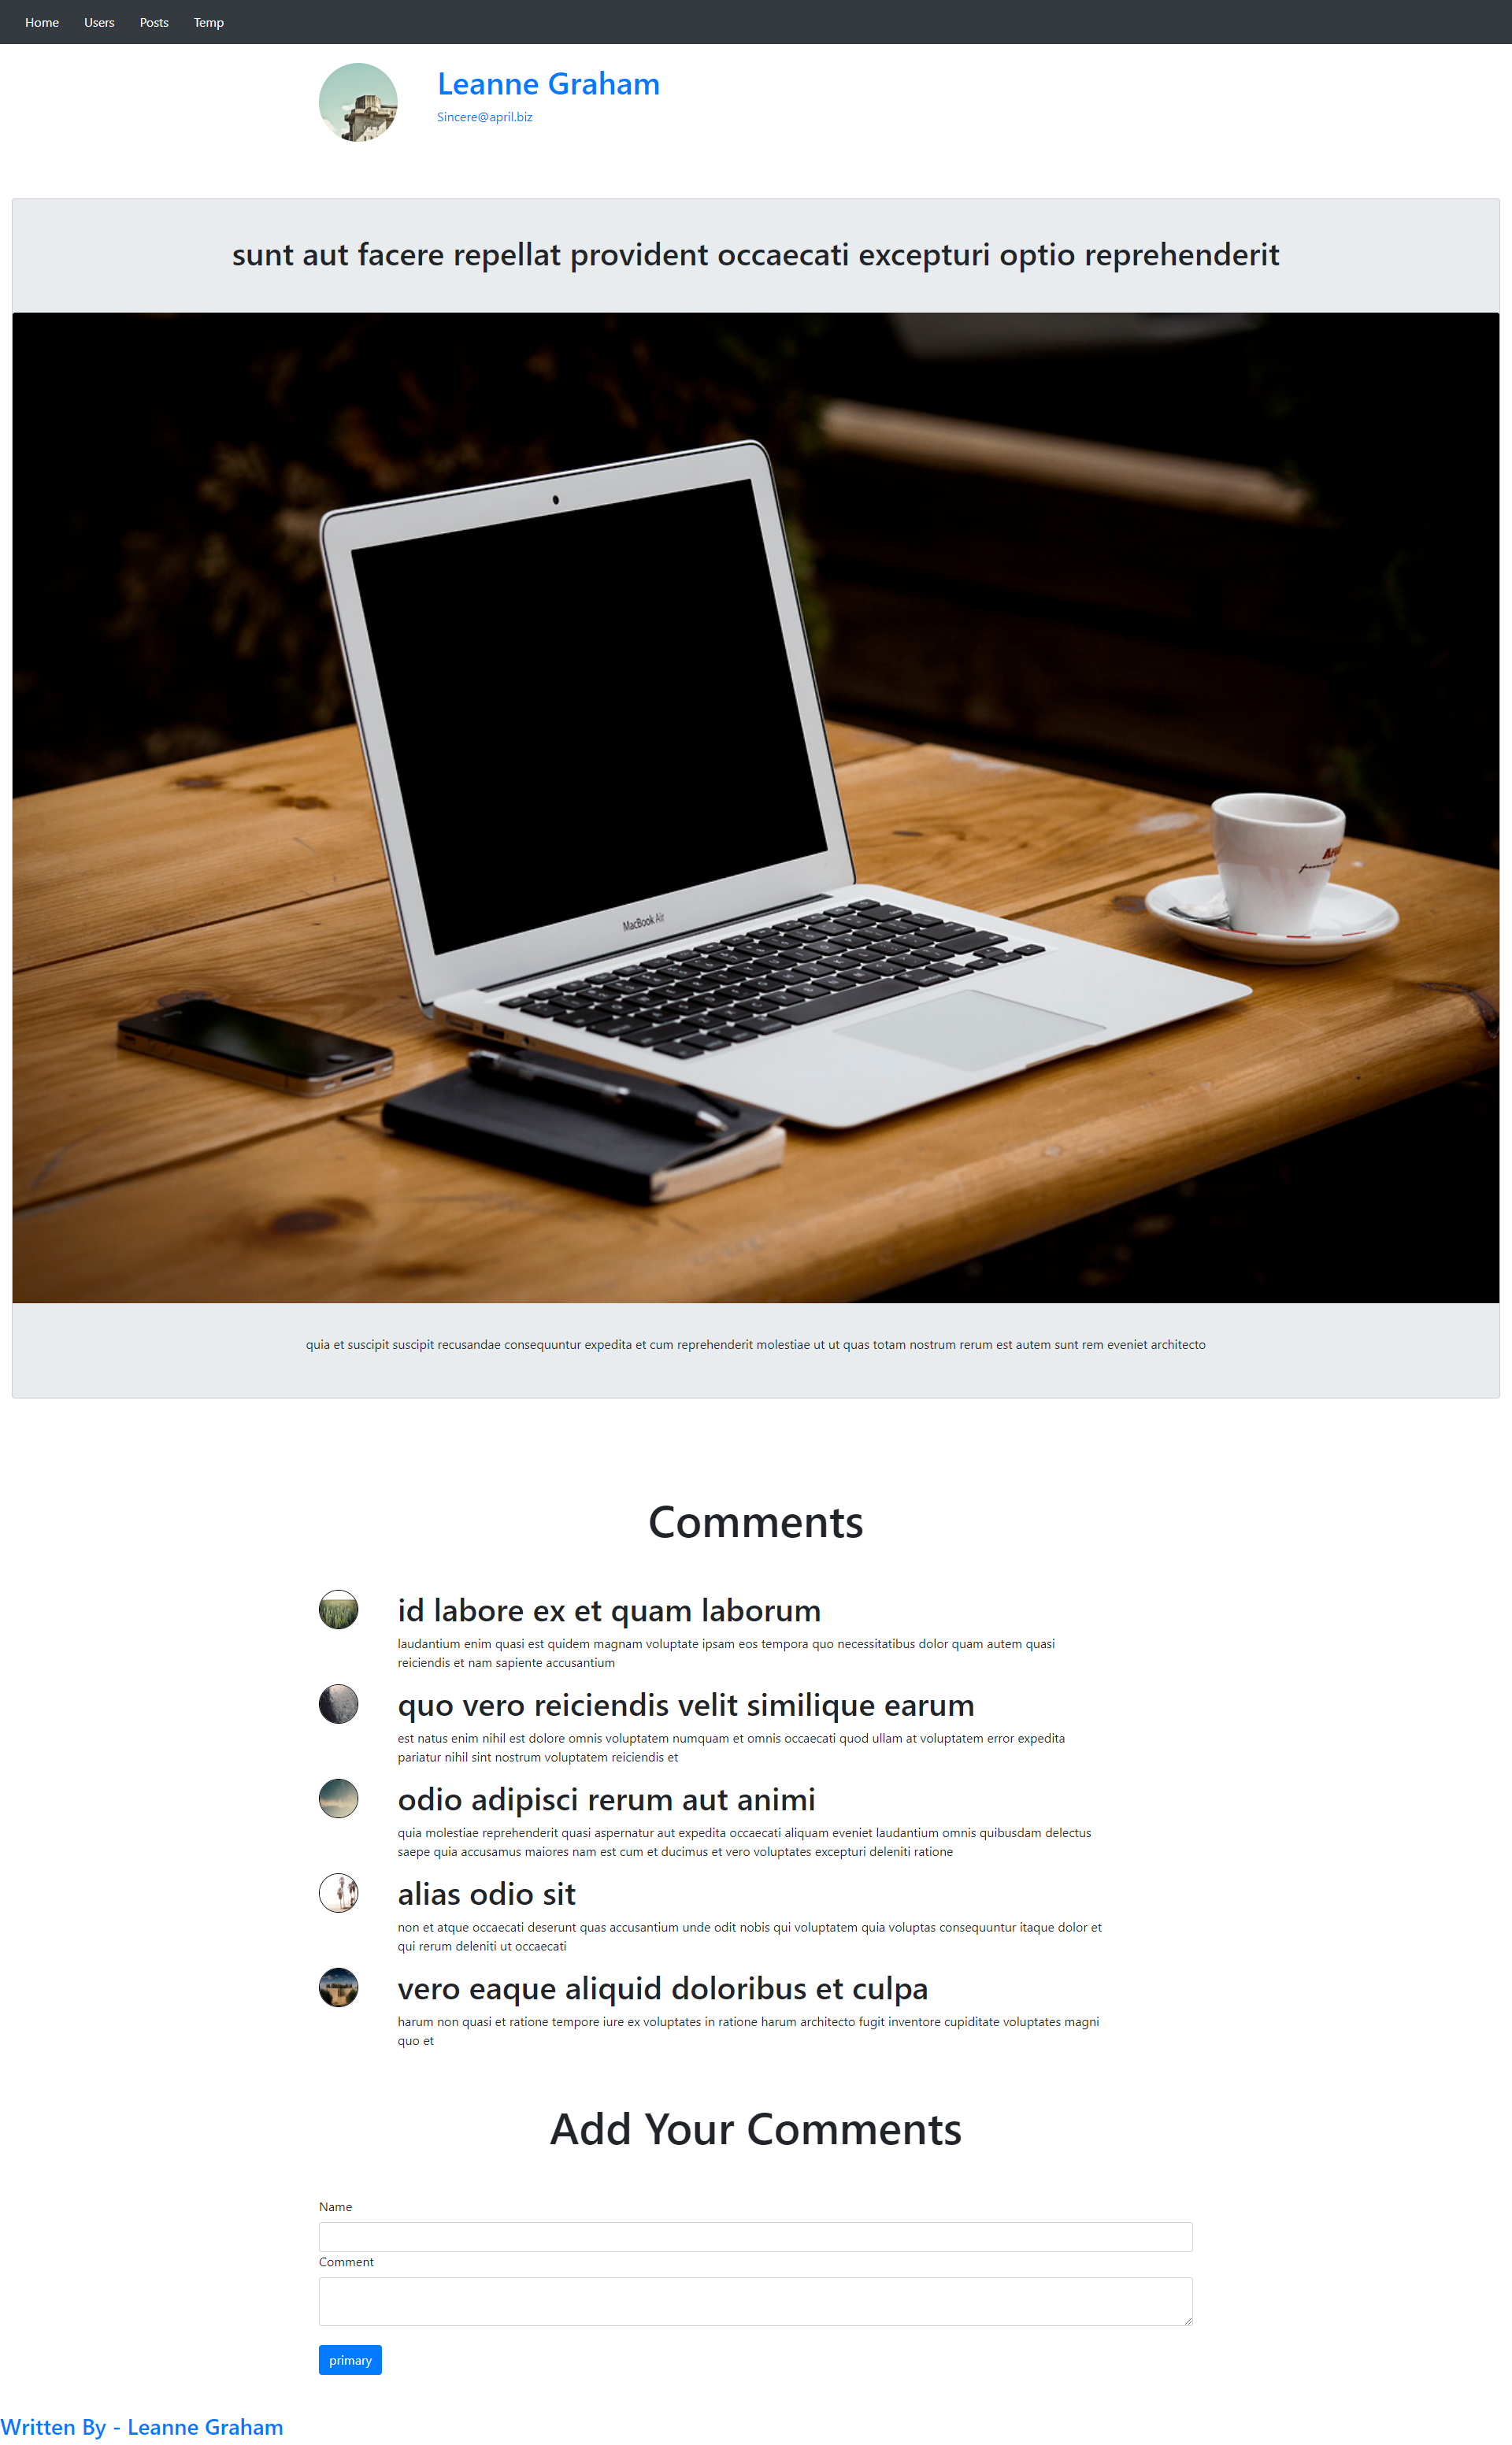 Home Users Posts Temp
Leanne Graham
Sincere@april.biz
sunt aut facere repellat provident occaecati excepturi optio reprehenderit
MacBook Air
quia et suscipit suscipit recusandae consequuntur expedita et cum reprehenderit molestiae ut ut quas totam nostrum rerum est autem sunt rem eveniet architecto
Comments
id labore ex et quam laborum
laudantium enim quasi est quidem magnam voluptate ipsam eos tempora quo necessitatibus dolor quam autem quasi
reiciendis et nam sapiente accusantium
quo vero reiciendis velit similique earum
est natus enim nihil est dolore omnis voluptatem numquam et omnis occaecati quod ullam at voluptatem error expedita
pariatur nihil sint nostrum voluptatem reiciendis et
odio adipisci rerum aut animi
quia molestiae reprehenderit quasi aspernatur aut expedita occaecati aliquam eveniet laudantium omnis quibusdam delectus
saepe quia accusamus maiores nam est cum et ducimus et vero voluptates excepturi deleniti ratione
alias odio sit
non et atque occaecati deserunt quas accusantium unde odit nobis qui voluptatem quia voluptas consequuntur itaque dolor et
qui rerum deleniti ut occaecati
vero eaque aliquid doloribus et culpa
harum non quasi et ratione tempore iure ex voluptates in ratione harum architecto fugit inventore cupiditate voluptates magni
quo et
Add Your Comments
Name
Comment
primary
Written By - Leanne Graham